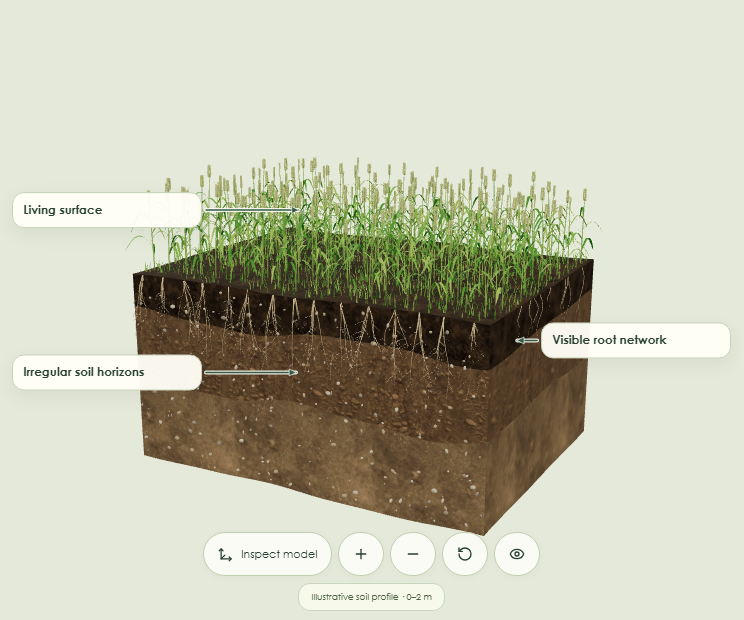 Living surface
Visible root network
Irregular soil horizons
Inspect model
Illustrative soil profile · 0–2 m